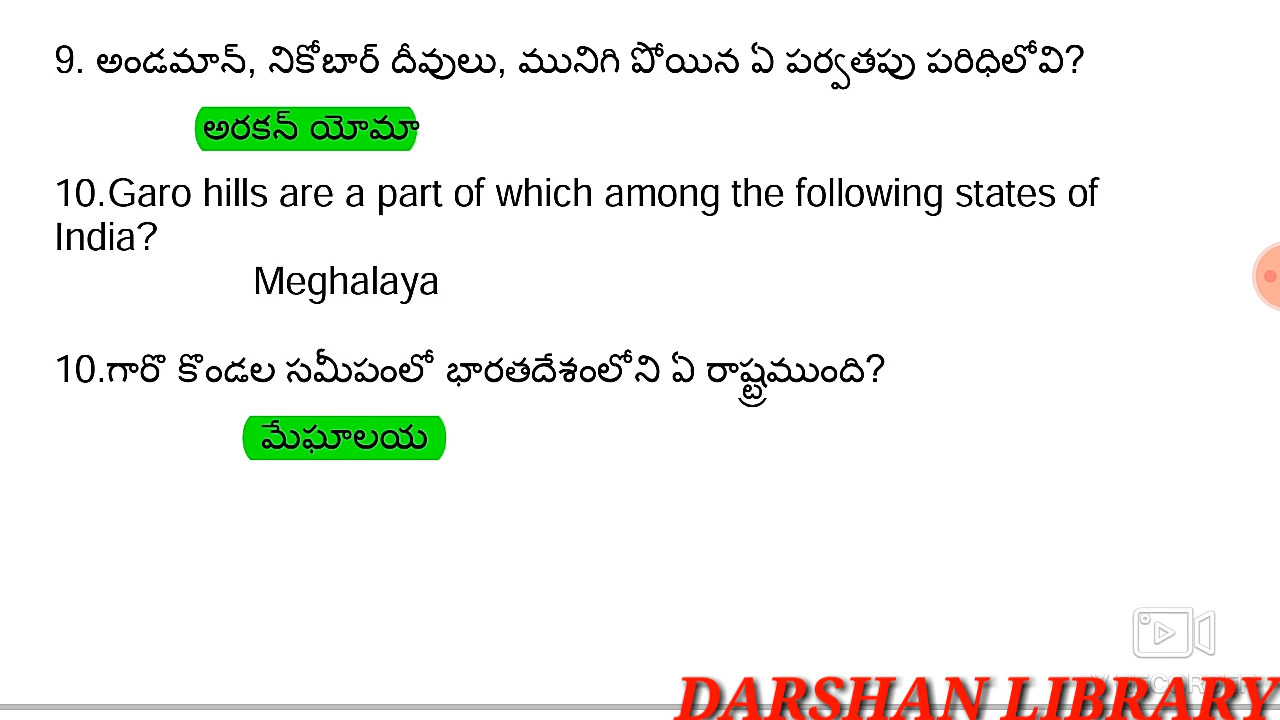 9. అండమాన్, నికోబార్ దీవులు, మునిగి పోయిన ఏ పర్వతపు పరిధిలోవి?
అరకన్ యోమా
10.Garo hills are a part of which among the following states of
India?
Meghalaya
10.గారొ కొండల సమీపంలో భారతదేశంలోని ఏ రాష్ట్రముంది?
మేఘాలయ
DARSHAN LIBRARY